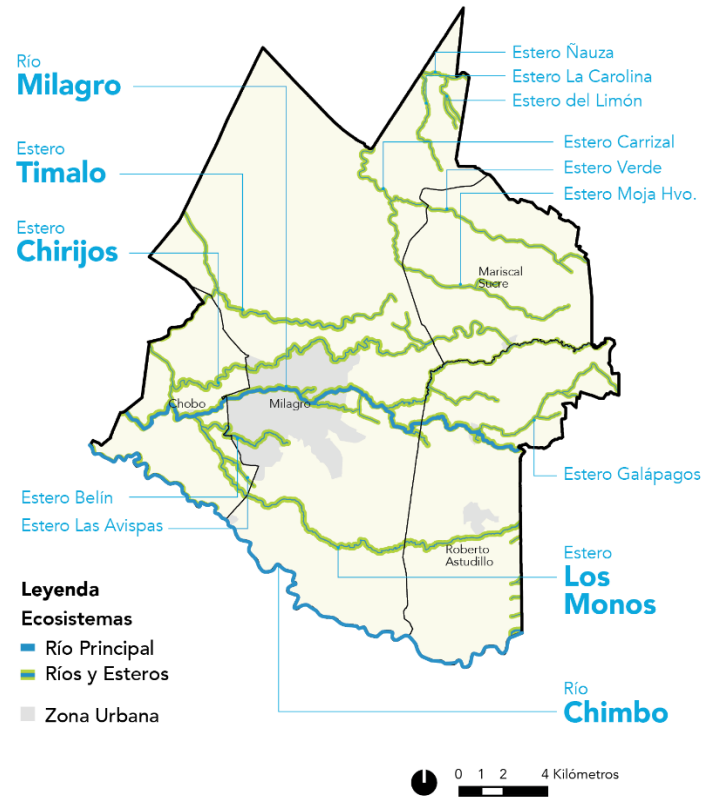 Río
Milagro
Estero
Timalo
Estero
Chirijos
Estero Ñauza
Estero La Carolina
Estero del Limón
Estero Carrizal
Estero Verde
Estero Moja Hvo.
Mariscal
Sucre
Chobo
Milagro
Estero Belín
Estero Las Avispas
Estero Galápagos
Roberto
Astudillo
Estero
Los
Monos
Río
Chimbo
Leyenda
Ecosistemas
Río Principal
Ríos y Esteros
Zona Urbana
0 1 2 4 Kilómetros